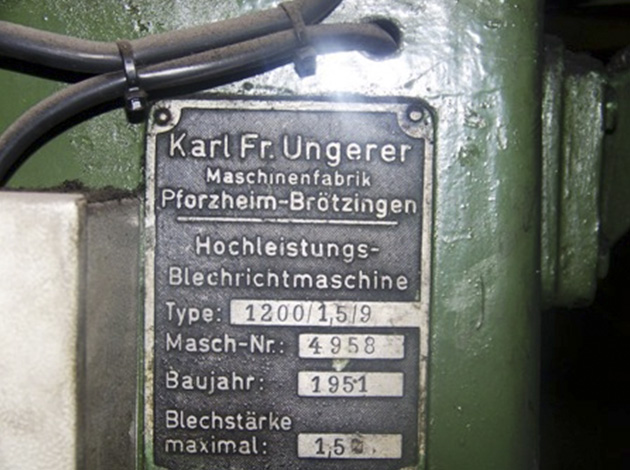 Karl Fr. Ungerer
Maschinenfabrik
Pforzheim-Brötzingen
Hochleistungs-
Blechrichtmaschine
Type: 1200/1,5/9
Masch-Nr.: 4958
Baujahr: 1951
Blechstärke
maximal: 1,50